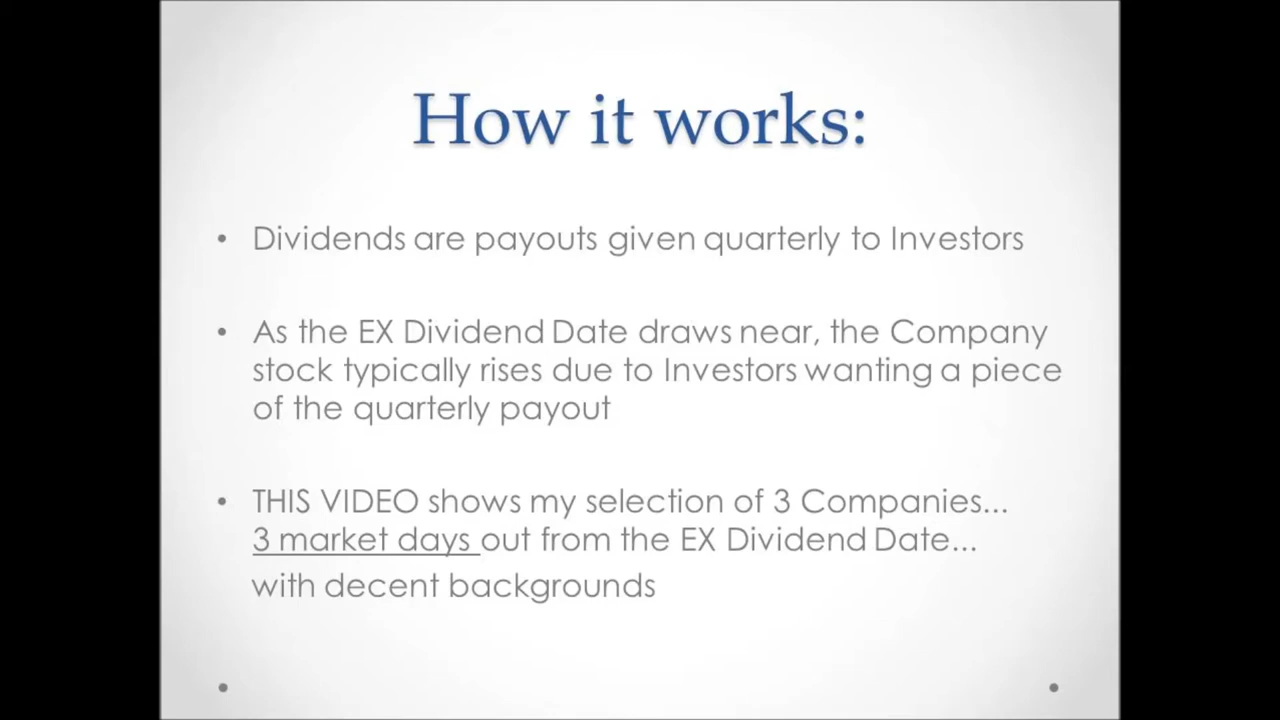 How it works:
• Dividends are payouts given quarterly to Investors
• As the EX Dividend Date draws near, the Company
stock typically rises due to Investors wanting a piece
of the quarterly payout
• THIS VIDEO shows my selection of 3 Companies...
3 market days out from the EX Dividend Date...
with decent backgrounds